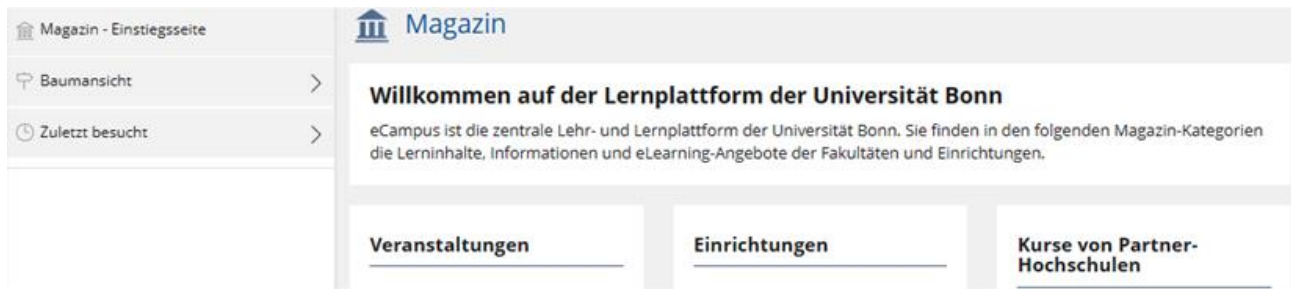 Magazin - Einstiegsseite
Baumansicht
Zuletzt besucht
Magazin
Willkommen auf der Lernplattform der Universität Bonn
eCampus ist die zentrale Lehr- und Lernplattform der Universität Bonn. Sie finden in den folgenden Magazin-Kategorien
die Lerninhalte, Informationen und eLearning-Angebote der Fakultäten und Einrichtungen.
Veranstaltungen
Einrichtungen
Kurse von Partner-
Hochschulen